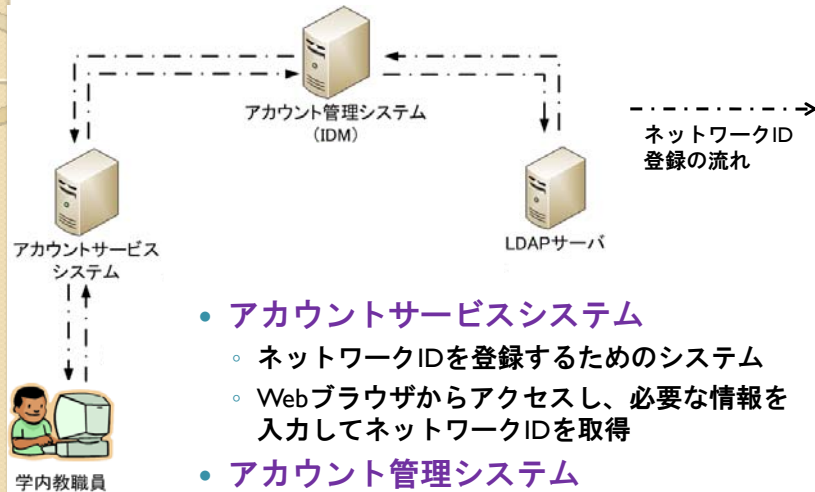 アカウント管理システム
(IDM)
ネットワークID
登録の流れ
アカウントサービス
システム
LDAPサーバ
• アカウントサービスシステム
◦ ネットワークIDを登録するためのシステム
◦ Webブラウザからアクセスし、必要な情報を
入力してネットワークIDを取得
• アカウント管理システム
学内教職員